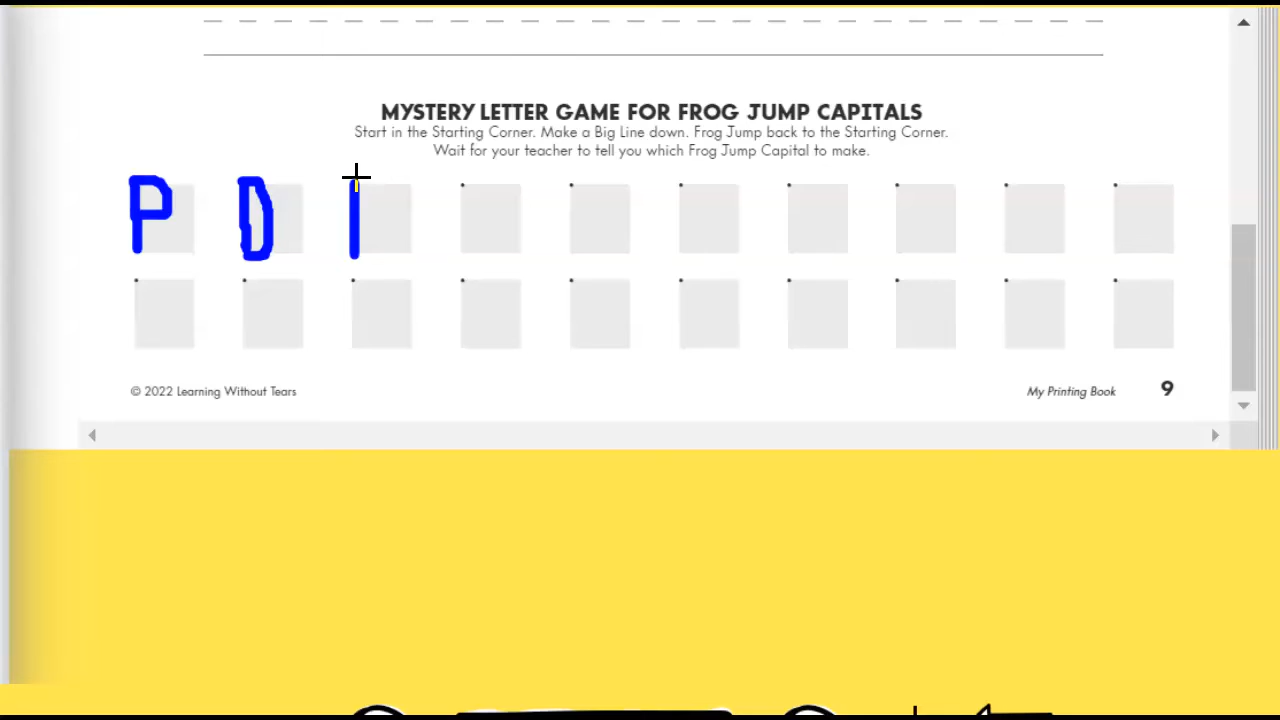 MYSTERY LETTER GAME FOR FROG JUMP CAPITALS
Start in the Starting Corner. Make a Big Line down. Frog Jump back to the Starting Corner.
Wait for your teacher to tell you which Frog Jump Capital to make.
P D I
© 2022 Learning Without Tears My Printing Book 9